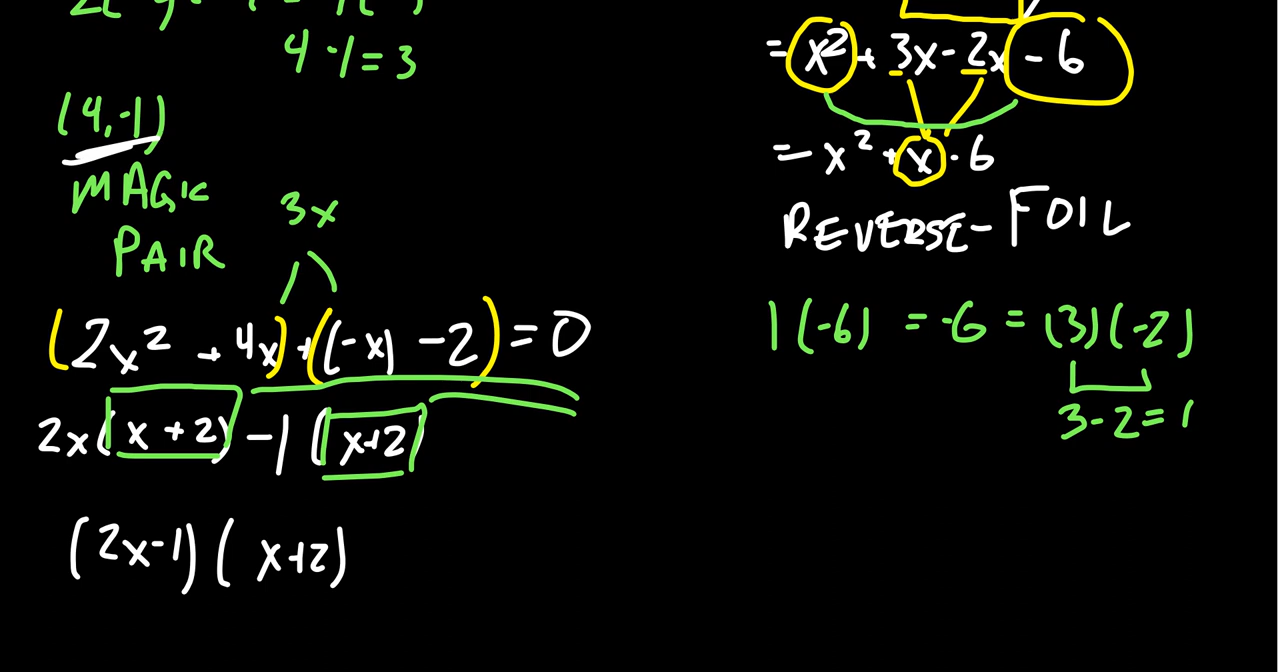 4 -1 = 3
(4,-1)
MAGIC
PAIR
3x
(2x² + 4x) + ((-x) - 2) = 0
2x(x + 2) - 1(x+2)
(2x-1)(x+2)
= x² + 3x - 2x - 6
= x² + x - 6
REVERSE-FOIL
1(-6) = -6 = (3)(-2)
3-2=1